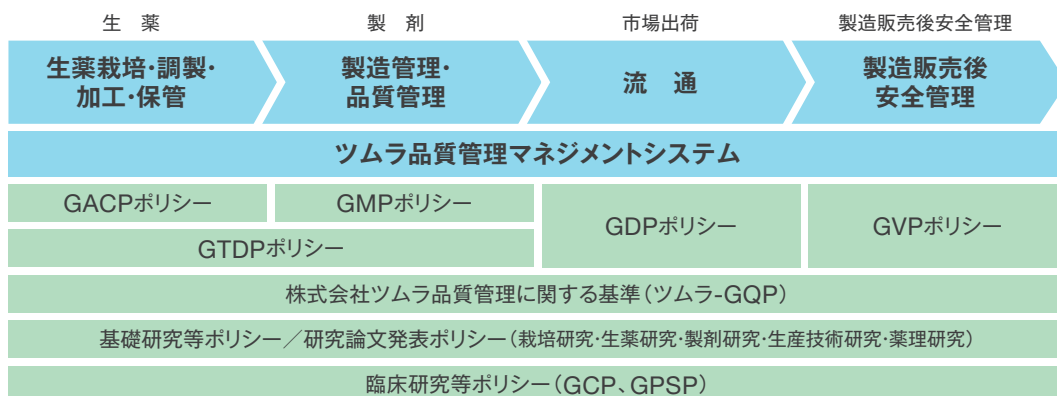 生　薬
製　剤
市場出荷
製造販売後安全管理
生薬栽培・調製・
加工・保管
製造管理・
品質管理
流　通
製造販売後
安全管理
ツムラ品質管理マネジメントシステム
GACPポリシー
GMPポリシー
GDPポリシー
GVPポリシー
GTDPポリシー
株式会社ツムラ品質管理に関する基準（ツムラ-GQP）
基礎研究等ポリシー／研究論文発表ポリシー（栽培研究・生薬研究・製剤研究・生産技術研究・薬理研究）
臨床研究等ポリシー（GCP、GPSP）